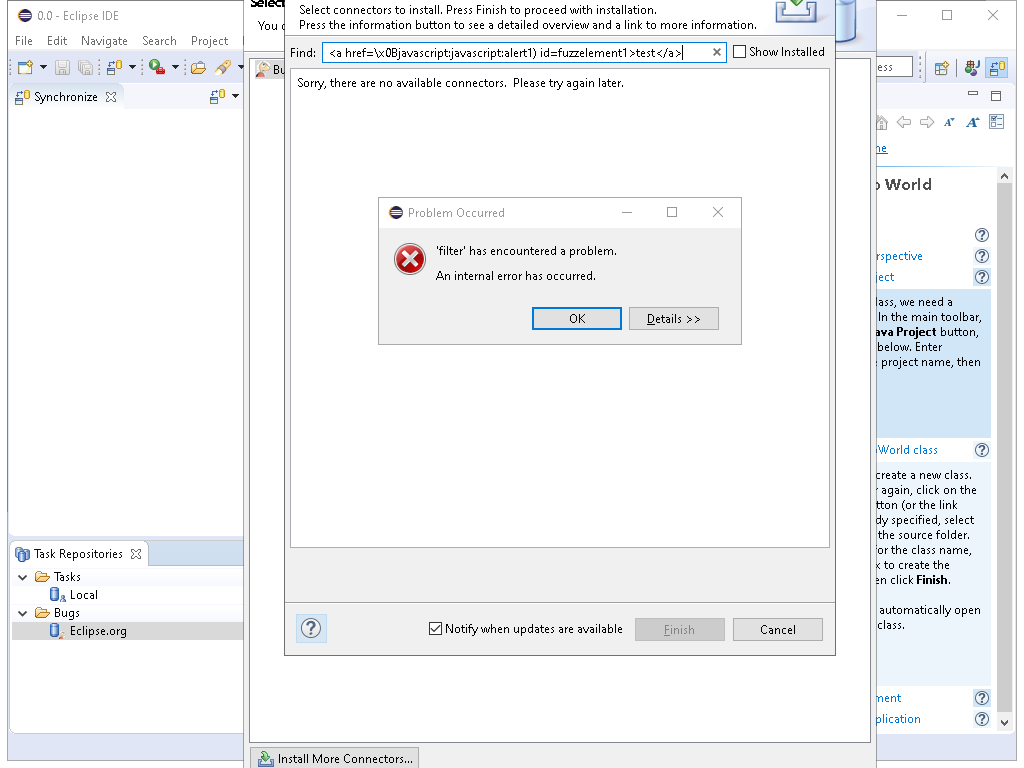 0.0 - Eclipse IDE
File Edit Navigate Search Project
Synchronize
Task Repositories
Tasks
Local
Bugs
Eclipse.org
You
Bu
Install More Connectors...
Select connectors to install. Press Finish to proceed with installation.
Press the information button to see a detailed overview and a link to more information.
Find: <a href=\x0Bjavascript:javascript:alert1) id=fuzzelement1>test</a> Show Installed
Sorry, there are no available connectors.  Please try again later.
Problem Occurred
'filter' has encountered a problem.
An internal error has occurred.
OK Details >>
Notify when updates are available Finish Cancel
ess
ne
o World
rspective
ject
lass, we need a
In the main toolbar,
ava Project button,
below. Enter
project name, then
World class
create a new class.
r again, click on the
tton (or the link
dy specified, select
the source folder.
for the class name,
k to create the
en click Finish.
automatically open
class.
ment
plication